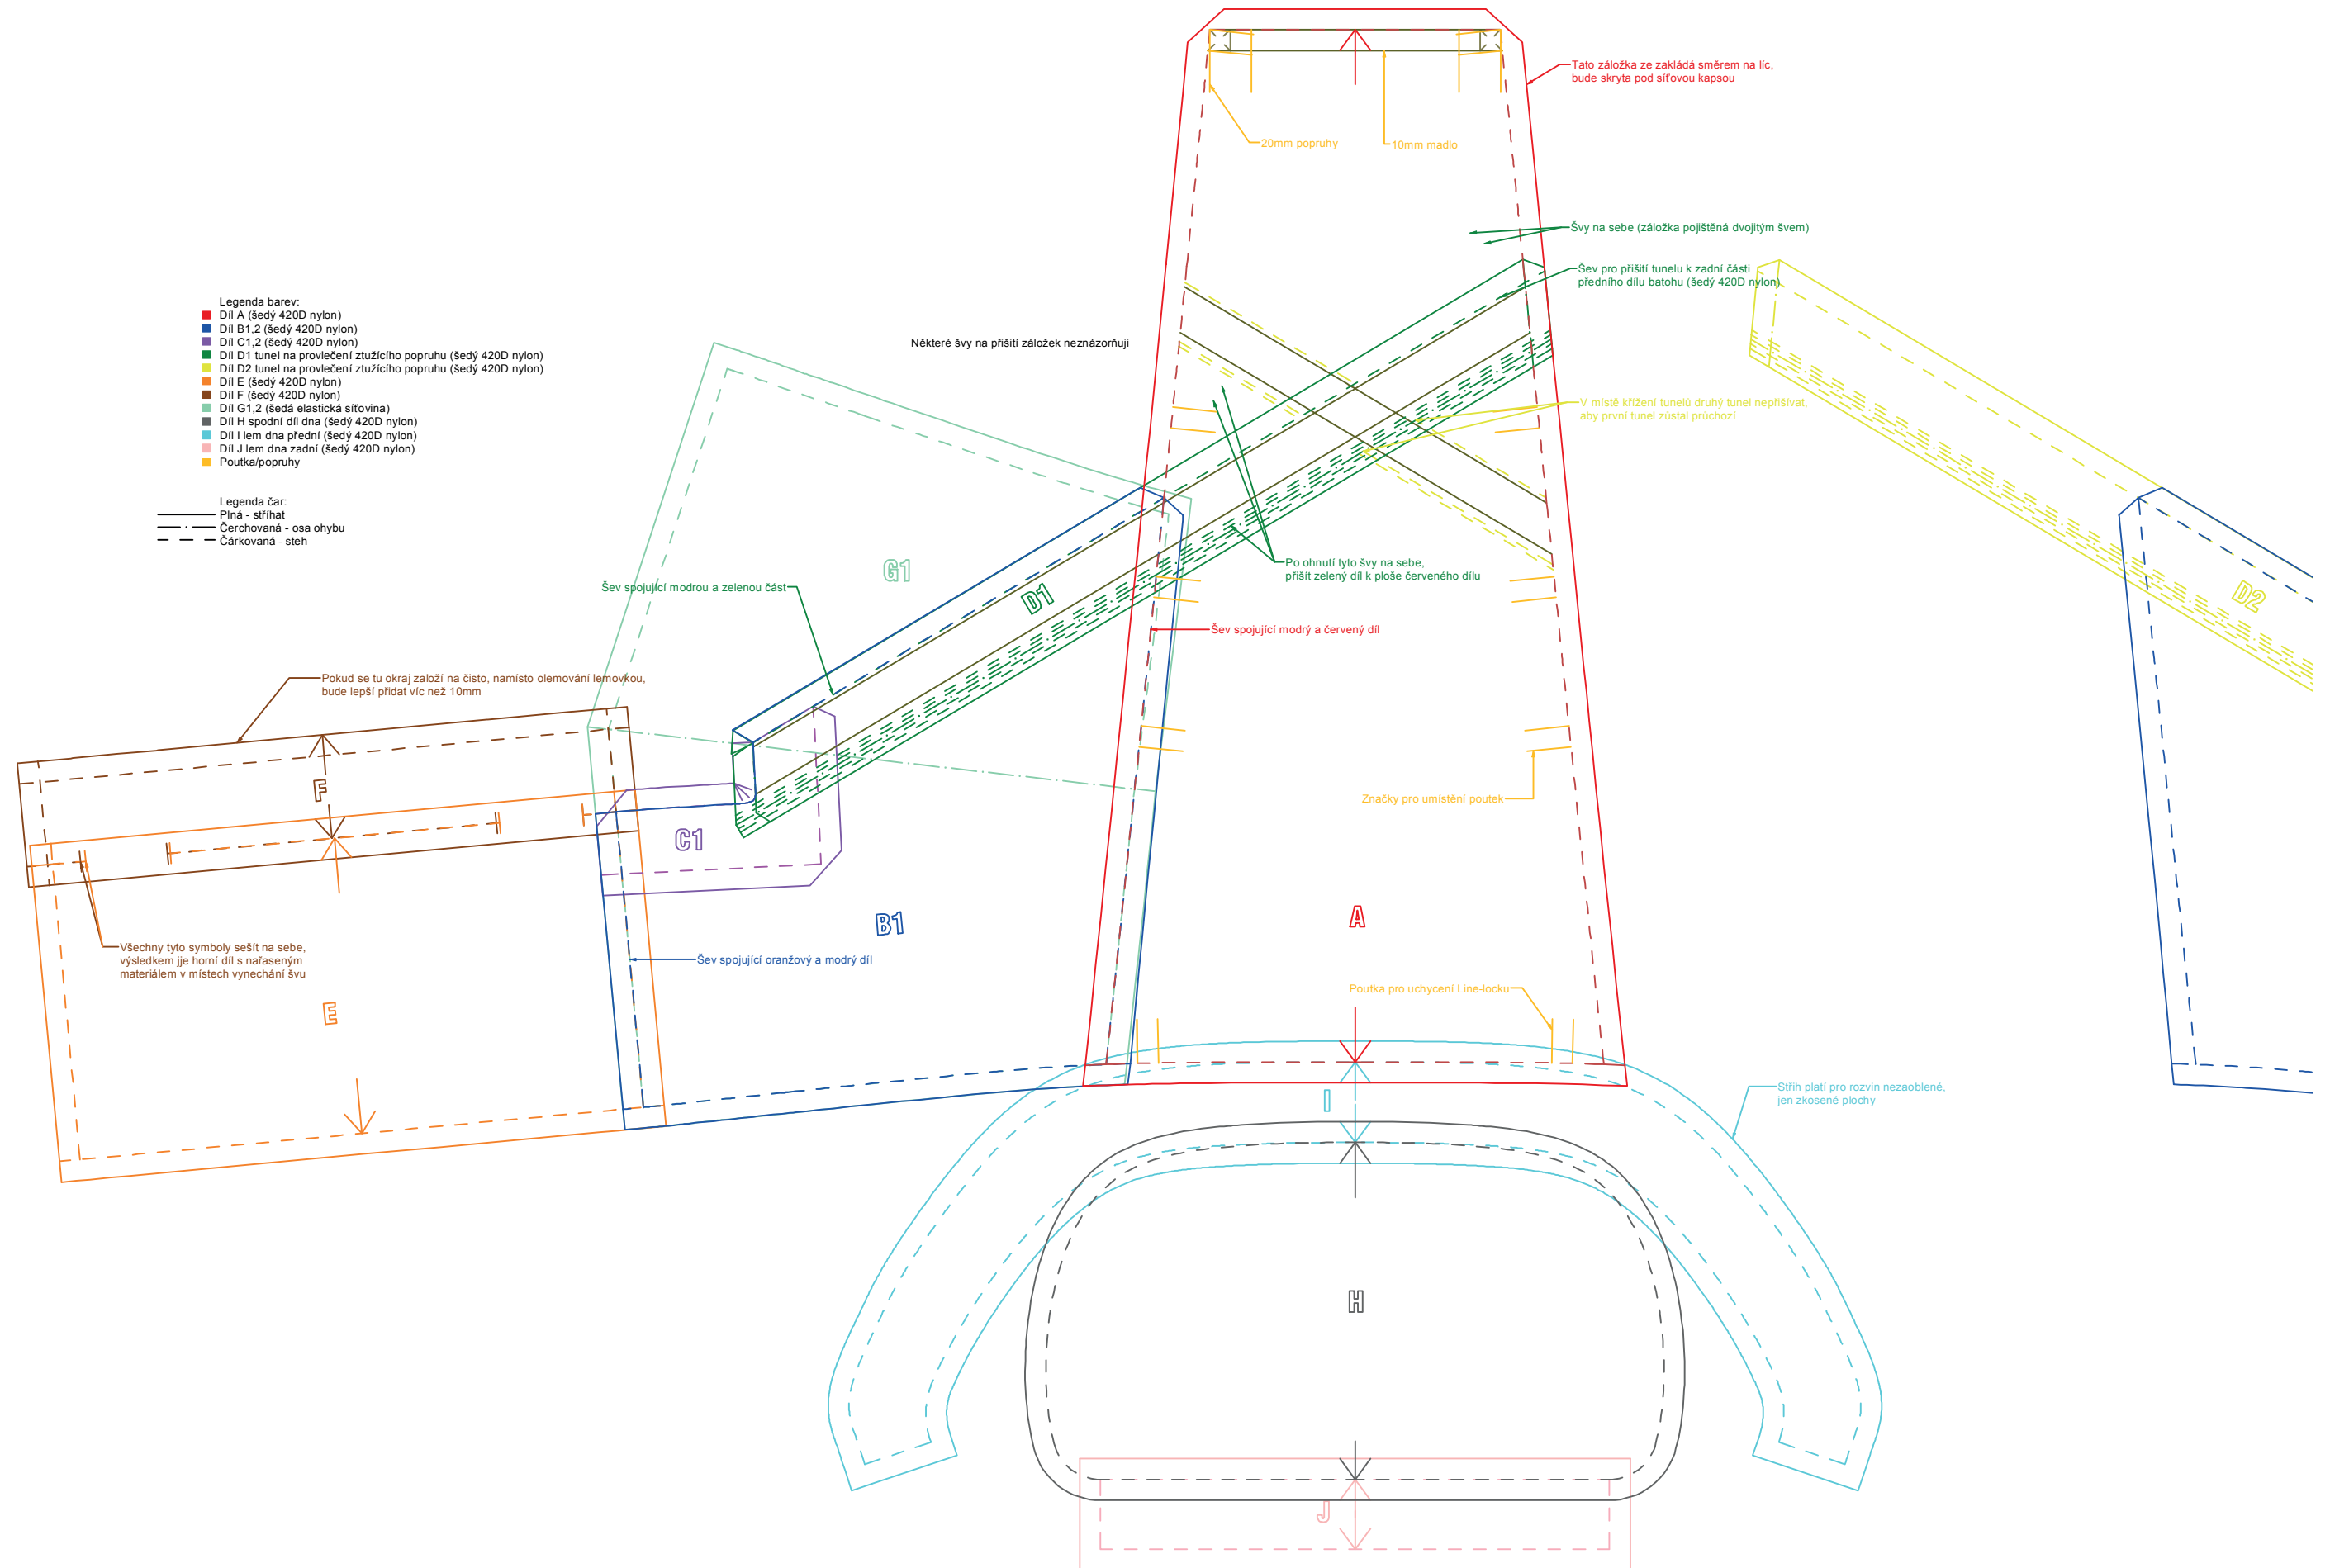 Tato záložka ze zakládá směrem na líc,
bude skryta pod síťovou kapsou
20mm popruhy
10mm madlo
Švy na sebe (záložka pojištěná dvojitým švem)
Šev pro přišití tunelu k zadní části
předního dílu batohu (šedý 420D nylon)
Legenda barev:
Díl A (šedý 420D nylon)
Díl B1,2 (šedý 420D nylon)
Díl C1,2 (šedý 420D nylon)
Díl D1 tunel na provlečení ztužícího popruhu (šedý 420D nylon)
Díl D2 tunel na provlečení ztužícího popruhu (šedý 420D nylon)
Díl E (šedý 420D nylon)
Díl F (šedý 420D nylon)
Díl G1,2 (šedá elastická síťovina)
Díl H spodní díl dna (šedý 420D nylon)
Díl I lem dna přední (šedý 420D nylon)
Díl J lem dna zadní (šedý 420D nylon)
Poutka/popruhy
Legenda čar:
Plná - stříhat
Čerchovaná - osa ohybu
Čárkovaná - steh
Některé švy na přišití záložek neznázorňuji
V místě křížení tunelů druhý tunel nepřišívat,
aby první tunel zůstal průchozí
G1
D1
D2
Po ohnutí tyto švy na sebe,
přišít zelený díl k ploše červeného dílu
Šev spojující modrou a zelenou část
Šev spojující modrý a červený díl
Pokud se tu okraj založí na čisto, namísto olemování lemovkou,
bude lepší přidat víc než 10mm
F
Značky pro umístění poutek
C1
B1
A
Všechny tyto symboly sešít na sebe,
výsledkem jje horní díl s nařaseným
materiálem v místech vynechání švu
Šev spojující oranžový a modrý díl
Poutka pro uchycení Line-locku
E
I
Střih platí pro rozvin nezaoblené,
jen zkosené plochy
H
J